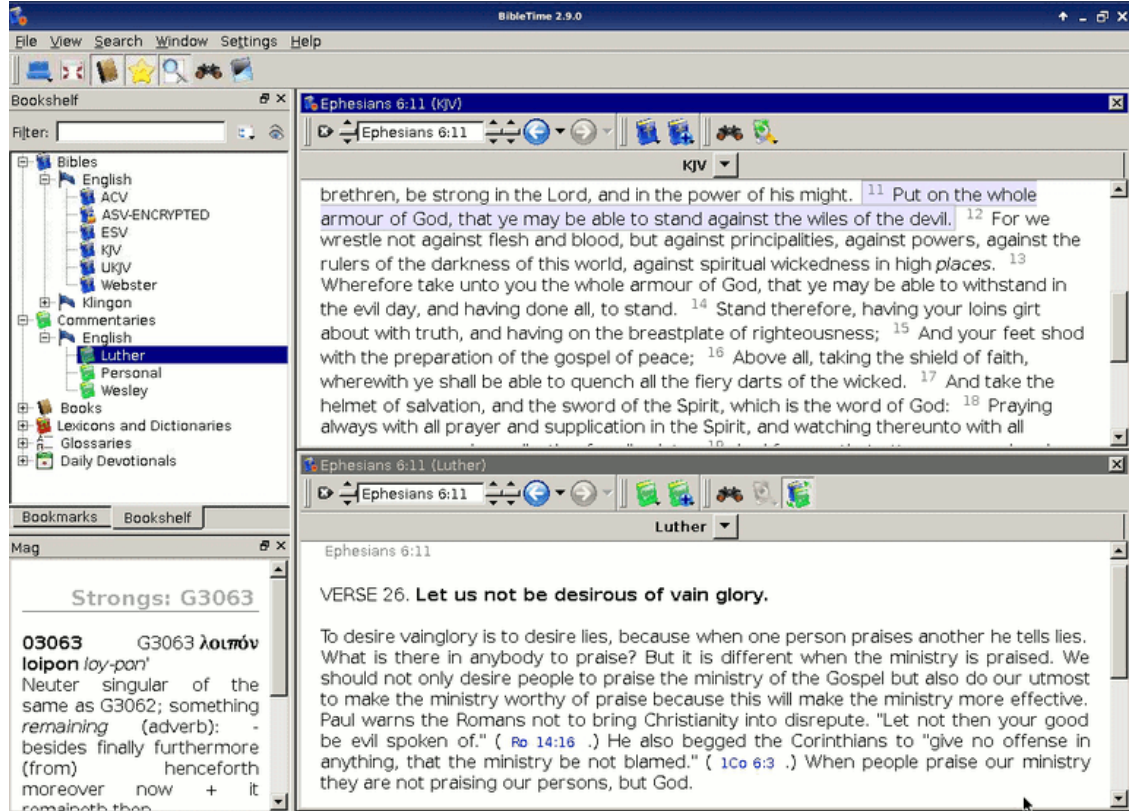 BibleTime 2.9.0
File View Search Window Settings Help
Bookshelf
Filter:
Bibles
English
ACV
ASV-ENCRYPTED
ESV
KJV
UKJV
Webster
Klingon
Commentaries
English
Luther
Personal
Wesley
Books
Lexicons and Dictionaries
Glossaries
Daily Devotionals
Bookmarks Bookshelf
Mag
Strongs: G3063
03063 G3063 λοιπόν
loipon loy-pon'
Neuter singular of the
same as G3062; something
remaining (adverb): -
besides finally furthermore
(from) henceforth
moreover now + it
remaineth then
Ephesians 6:11 (KJV)
Ephesians 6:11
KJV
brethren, be strong in the Lord, and in the power of his might. 11 Put on the whole
armour of God, that ye may be able to stand against the wiles of the devil. 12 For we
wrestle not against flesh and blood, but against principalities, against powers, against the
rulers of the darkness of this world, against spiritual wickedness in high places. 13
Wherefore take unto you the whole armour of God, that ye may be able to withstand in
the evil day, and having done all, to stand. 14 Stand therefore, having your loins girt
about with truth, and having on the breastplate of righteousness; 15 And your feet shod
with the preparation of the gospel of peace; 16 Above all, taking the shield of faith,
wherewith ye shall be able to quench all the fiery darts of the wicked. 17 And take the
helmet of salvation, and the sword of the Spirit, which is the word of God: 18 Praying
always with all prayer and supplication in the Spirit, and watching thereunto with all
Ephesians 6:11 (Luther)
Ephesians 6:11
Luther
Ephesians 6:11
VERSE 26. Let us not be desirous of vain glory.
To desire vainglory is to desire lies, because when one person praises another he tells lies.
What is there in anybody to praise? But it is different when the ministry is praised. We
should not only desire people to praise the ministry of the Gospel but also do our utmost
to make the ministry worthy of praise because this will make the ministry more effective.
Paul warns the Romans not to bring Christianity into disrepute. "Let not then your good
be evil spoken of." ( Ro 14:16 .) He also begged the Corinthians to "give no offense in
anything, that the ministry be not blamed." ( 1Co 6:3 .) When people praise our ministry
they are not praising our persons, but God.